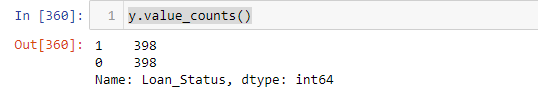 In [360]: 1 y.value_counts()
Out[360]: 1 398
0 398
Name: Loan_Status, dtype: int64